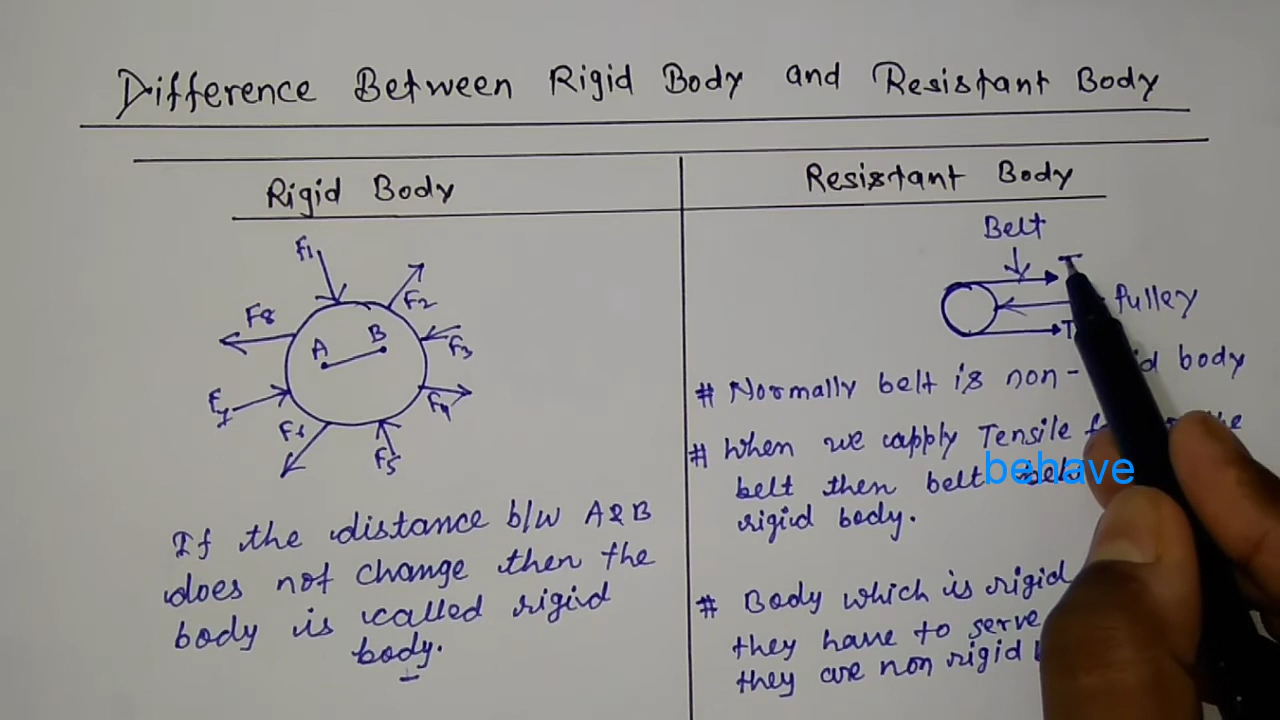 Difference Between Rigid Body and Resistant Body
Rigid Body
F1
F2
F8
A
B
F3
F4
F5
If the distance b/w A&B
does not change then the
body is called rigid
body.
Resistant Body
Belt
T
Pulley
T
# Normally belt is non- body
# When we apply Tensile the
belt then belt behave
rigid body.
# Body which is rigid
they have to serve
they are non rigid